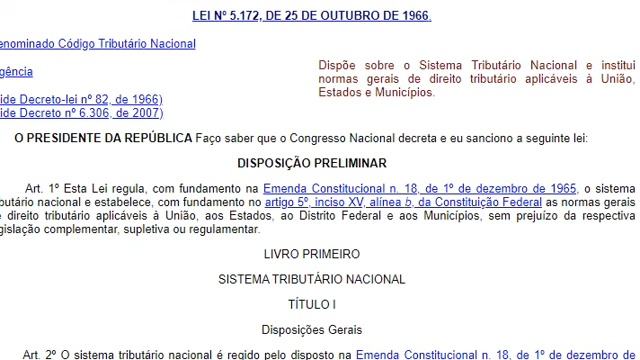 LEI Nº 5.172, DE 25 DE OUTUBRO DE 1966.
Código Tributário Nacional
Dispõe sobre o Sistema Tributário Nacional e institui
normas gerais de direito tributário aplicáveis à União,
Estados e Municípios.
Decreto-lei nº 82, de 1966)
Decreto nº 6.306, de 2007)
O PRESIDENTE DA REPÚBLICA Faço saber que o Congresso Nacional decreta e eu sanciono a seguinte lei:
DISPOSIÇÃO PRELIMINAR
Art. 1º Esta Lei regula, com fundamento na Emenda Constitucional n. 18, de 1º de dezembro de 1965, o sistema
nacional e estabelece, com fundamento no artigo 5º, inciso XV, alínea b, da Constituição Federal as normas gerais
direito tributário aplicáveis à União, aos Estados, ao Distrito Federal e aos Municípios, sem prejuízo da respectiva
complementar, supletiva ou regulamentar.
LIVRO PRIMEIRO
SISTEMA TRIBUTÁRIO NACIONAL
TÍTULO I
Disposições Gerais
Art. 2º O sistema tributário nacional é regido pelo disposto na Emenda Constitucional n. 18, de 1º de dezembro de